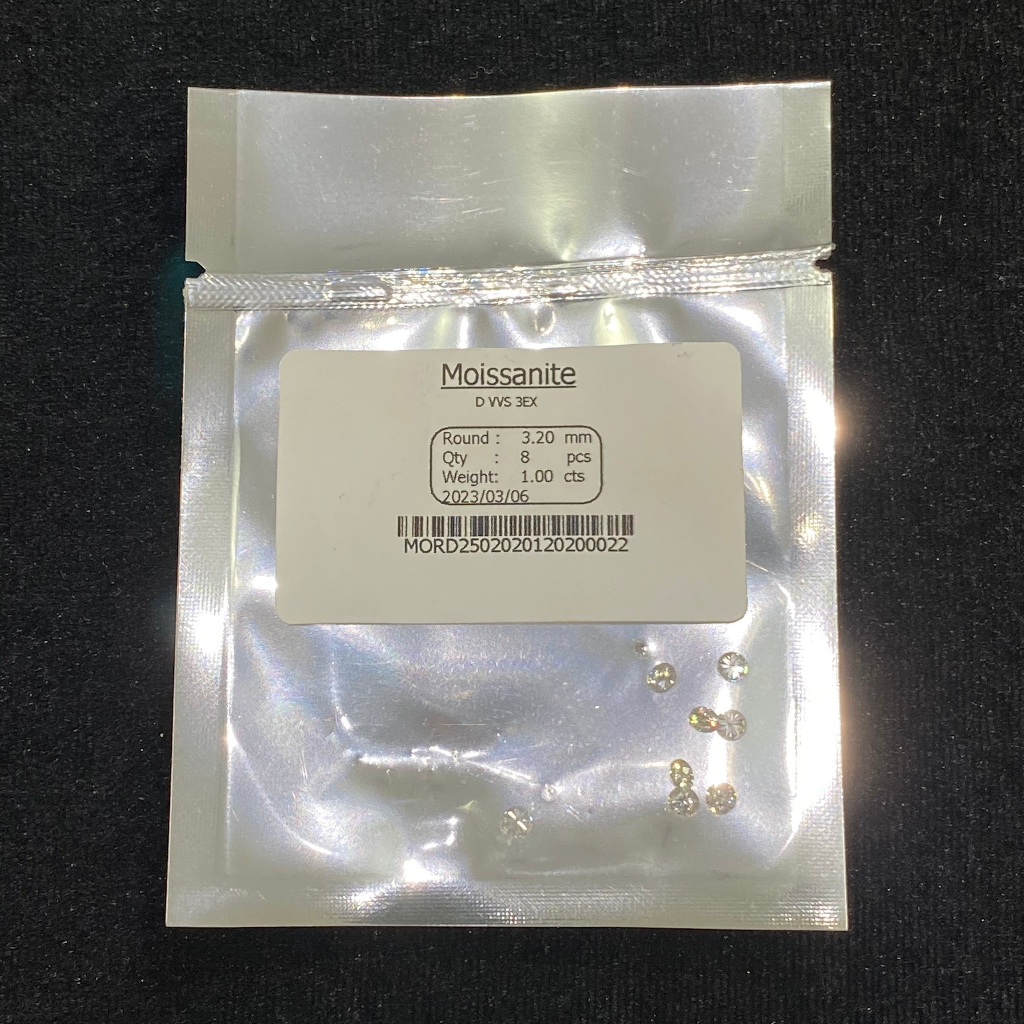 Moissanite
D VVS 3EX
Round : 3.20 mm
Qty : 8 pcs
Weight: 1.00 cts
2023/03/06
MORD2502020120200022